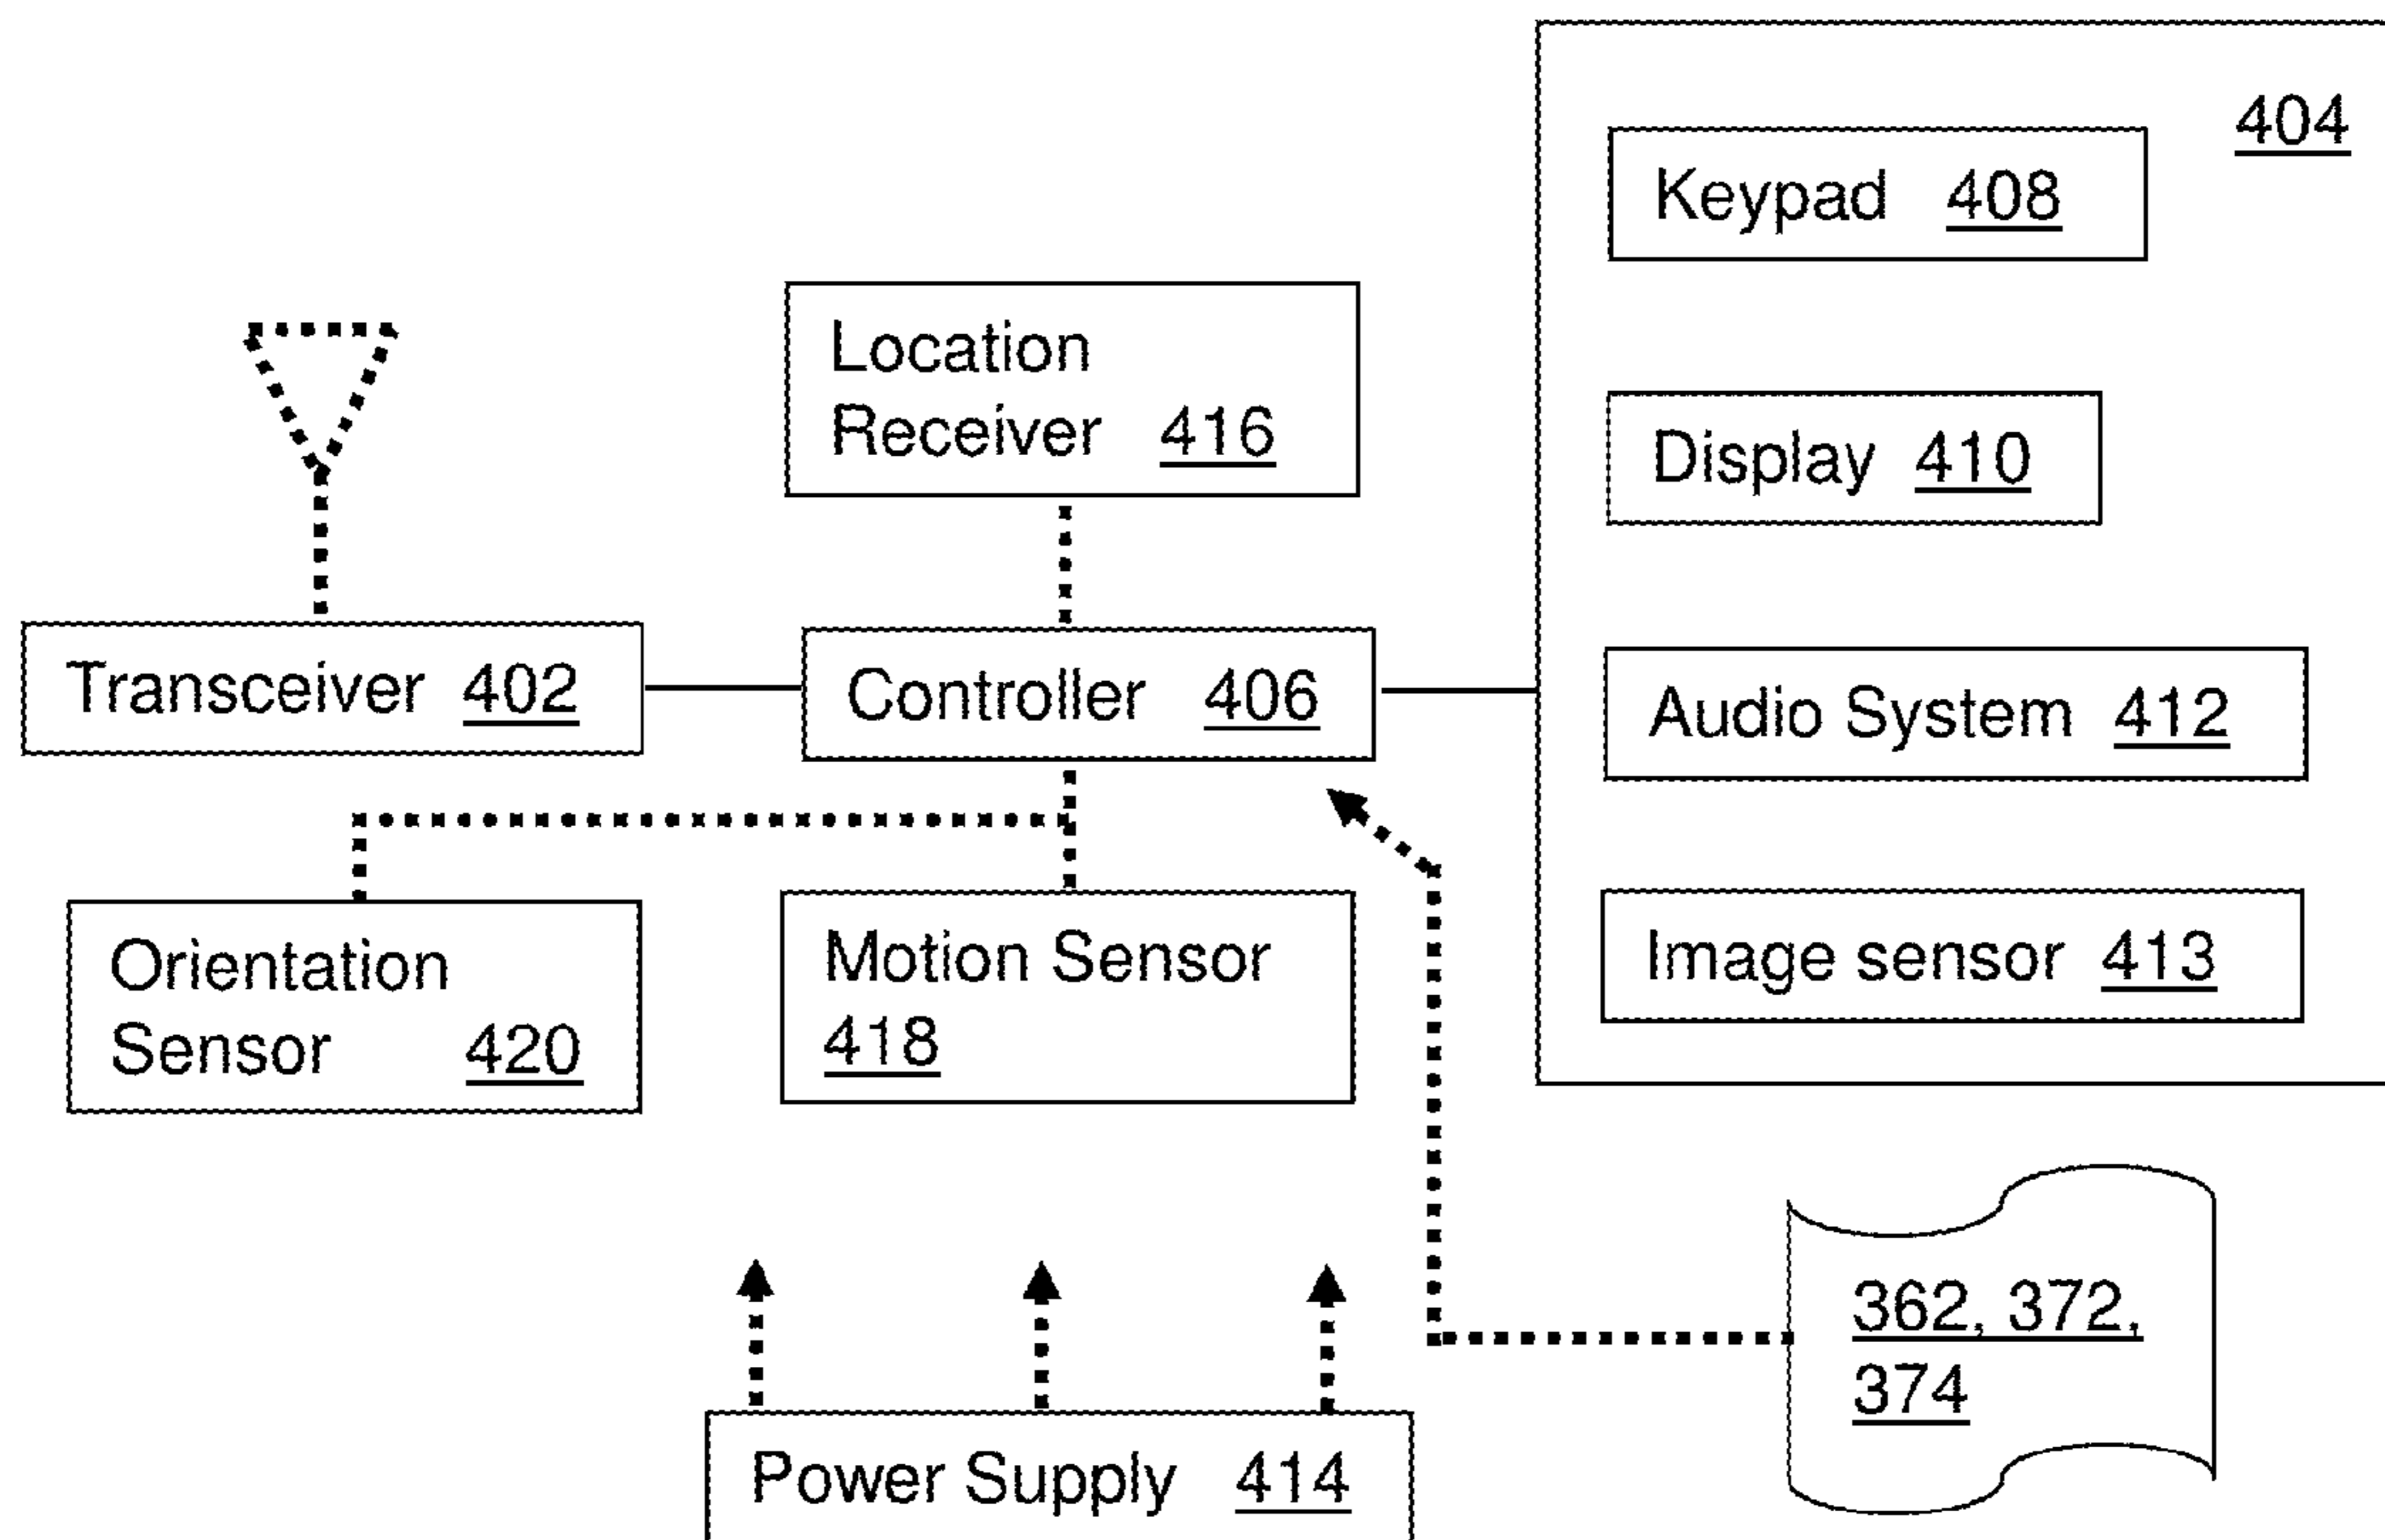 404
Keypad 408
Location
Receiver 416
Display 410
Transceiver 402
Controller 406
Audio System 412
Orientation
Sensor 420
Motion Sensor
418
Image sensor 413
362, 372,
374
Power Supply 414